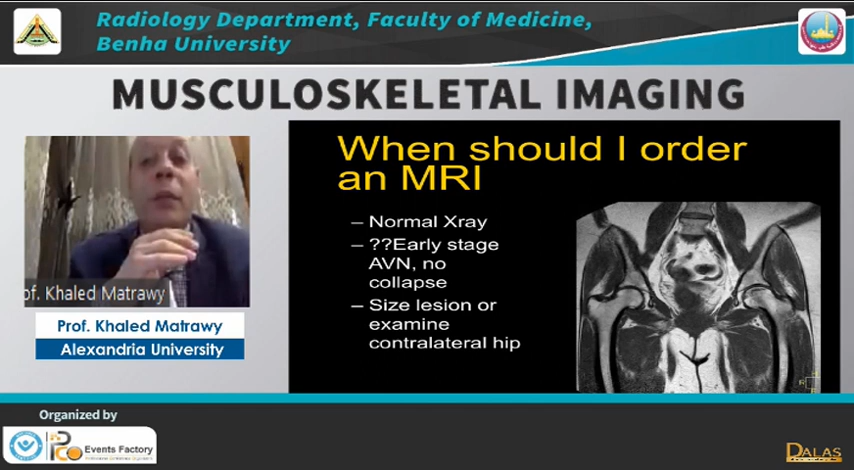 Radiology Department, Faculty of Medicine,
Benha University
MUSCULOSKELETAL IMAGING
When should I order
an MRI
– Normal Xray
– ??Early stage
AVN, no
collapse
– Size lesion or
examine
contralateral hip
of. Khaled Matrawy
Prof. Khaled Matrawy
Alexandria University
Organized by
Events Factory
DALAS